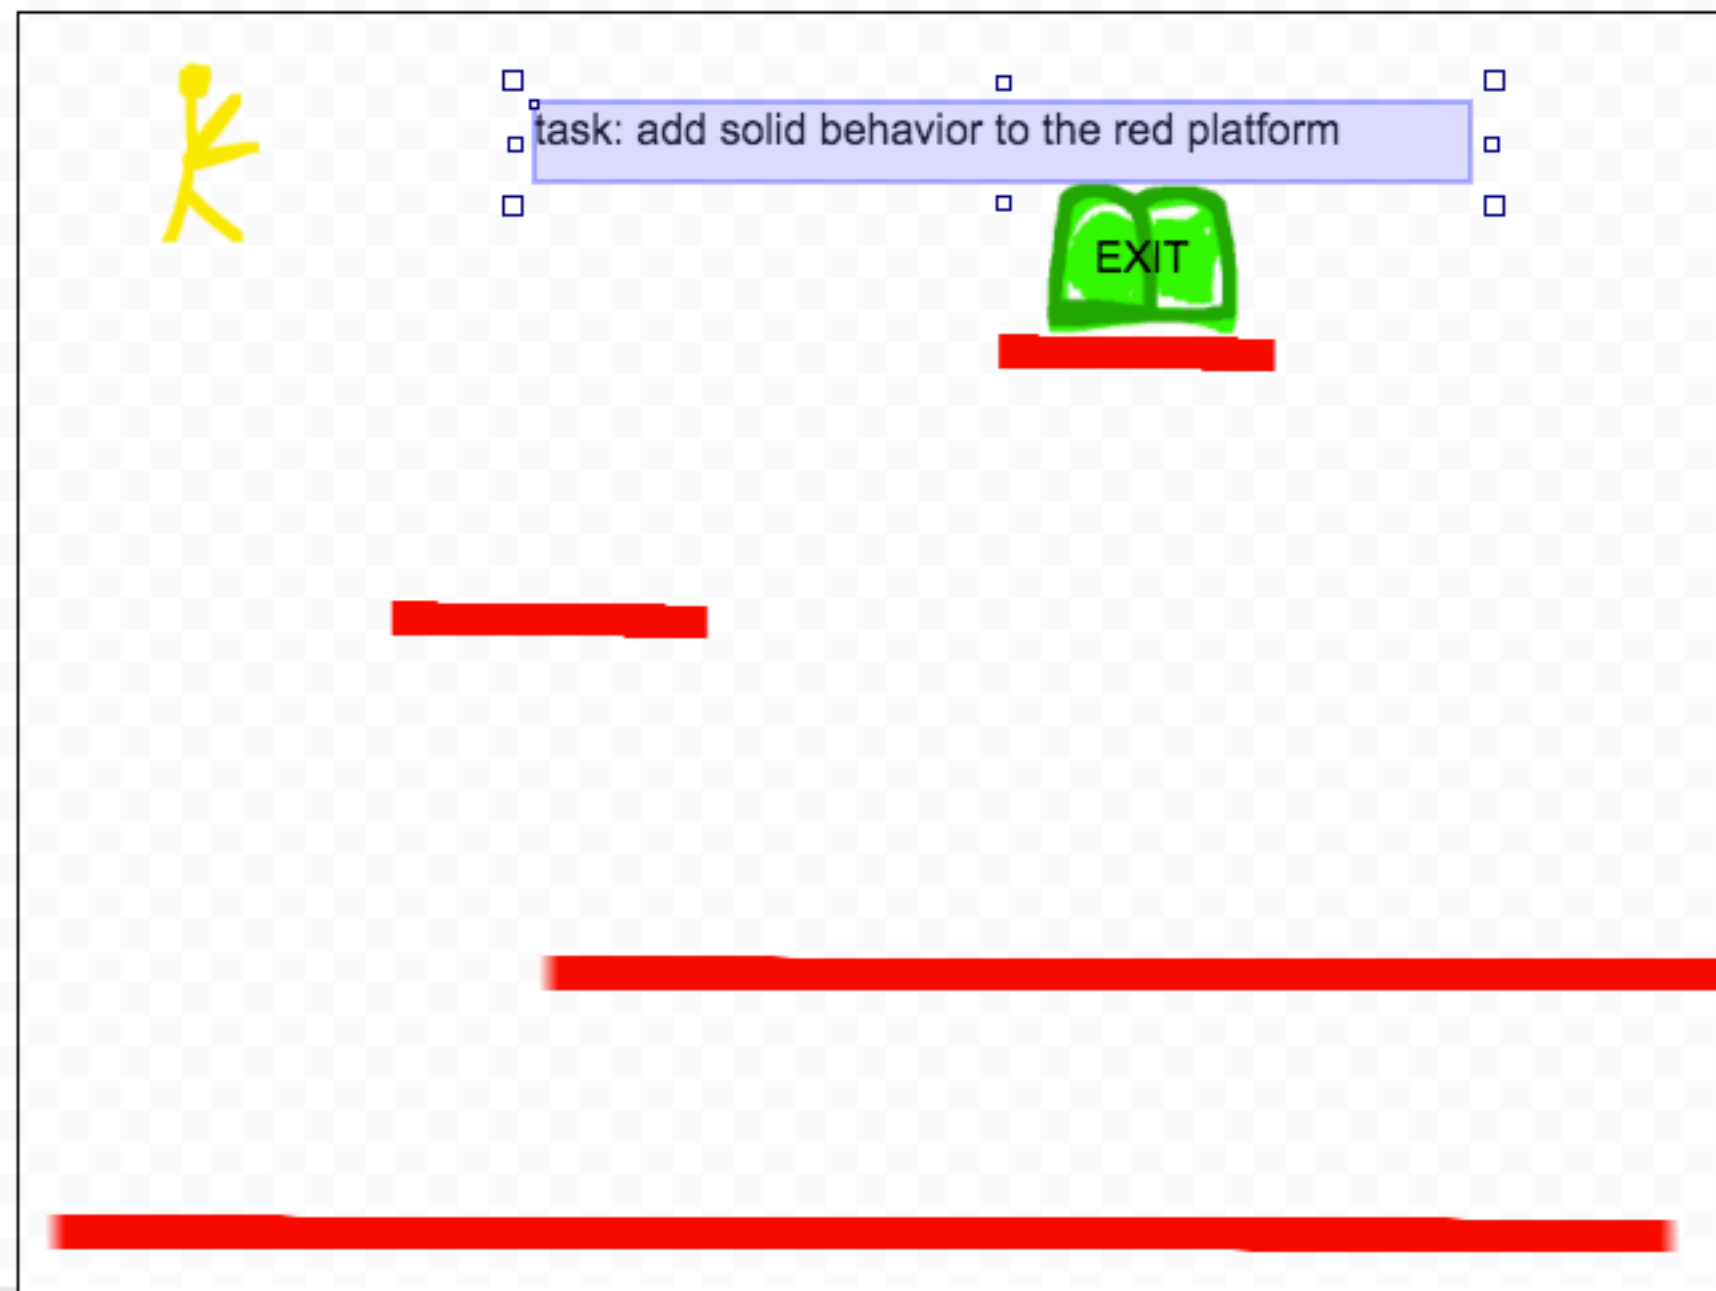 task: add solid behavior to the red platform
EXIT